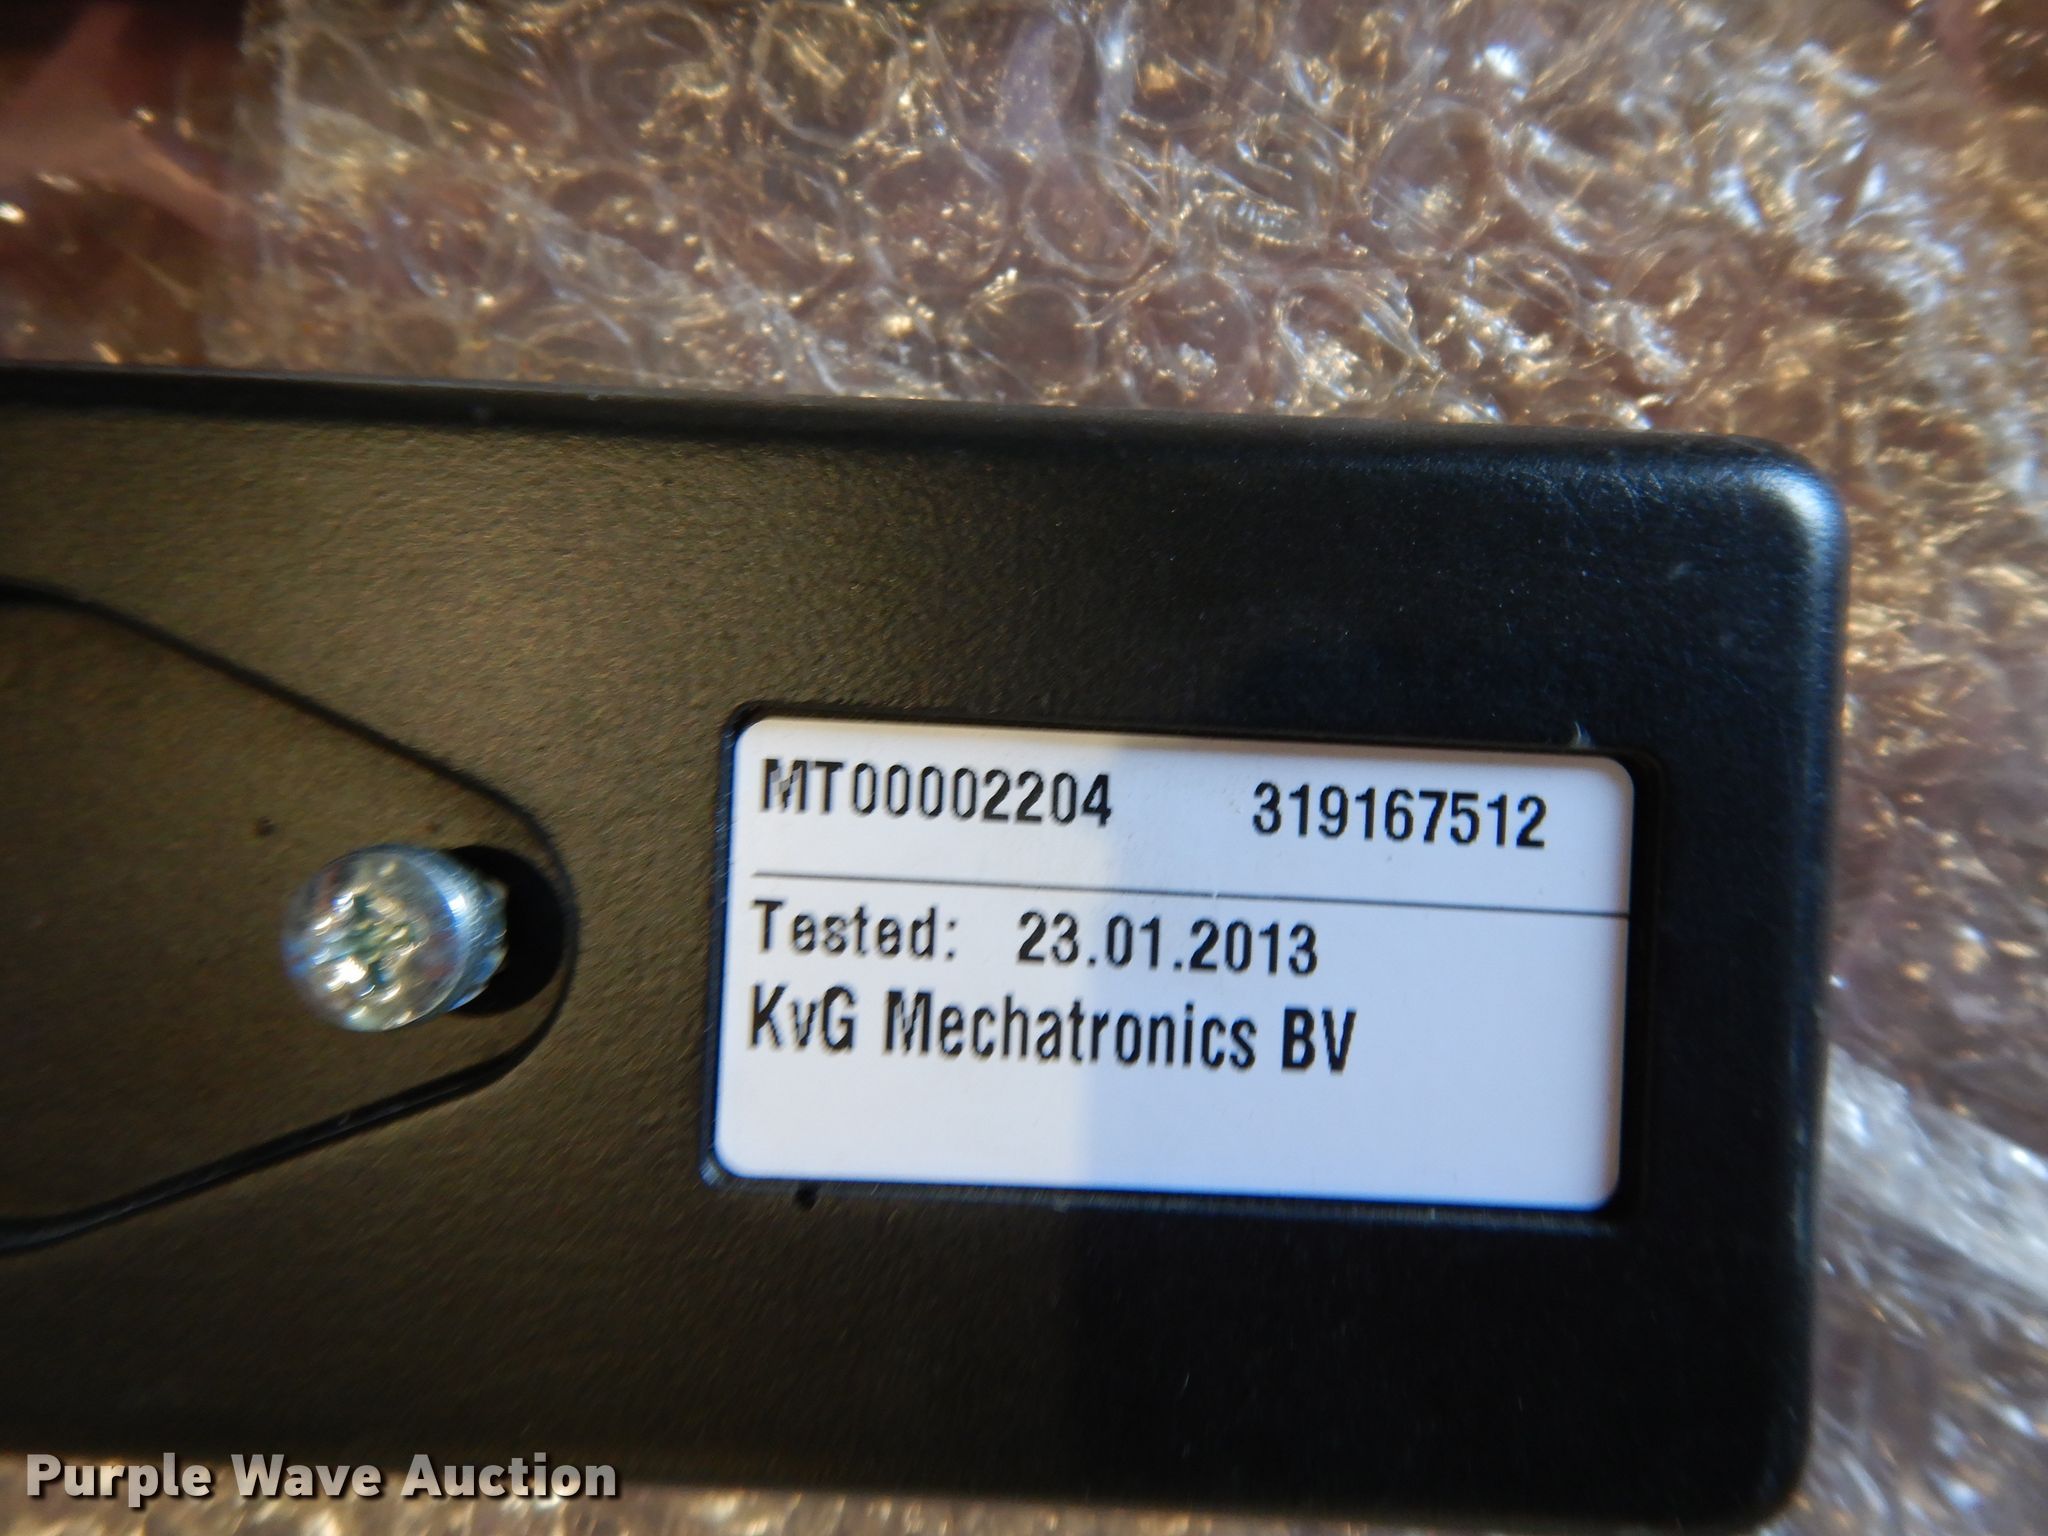 MT00002204 319167512
Tested: 23.01.2013
KvG Mechatronics BV
Purple Wave Auction